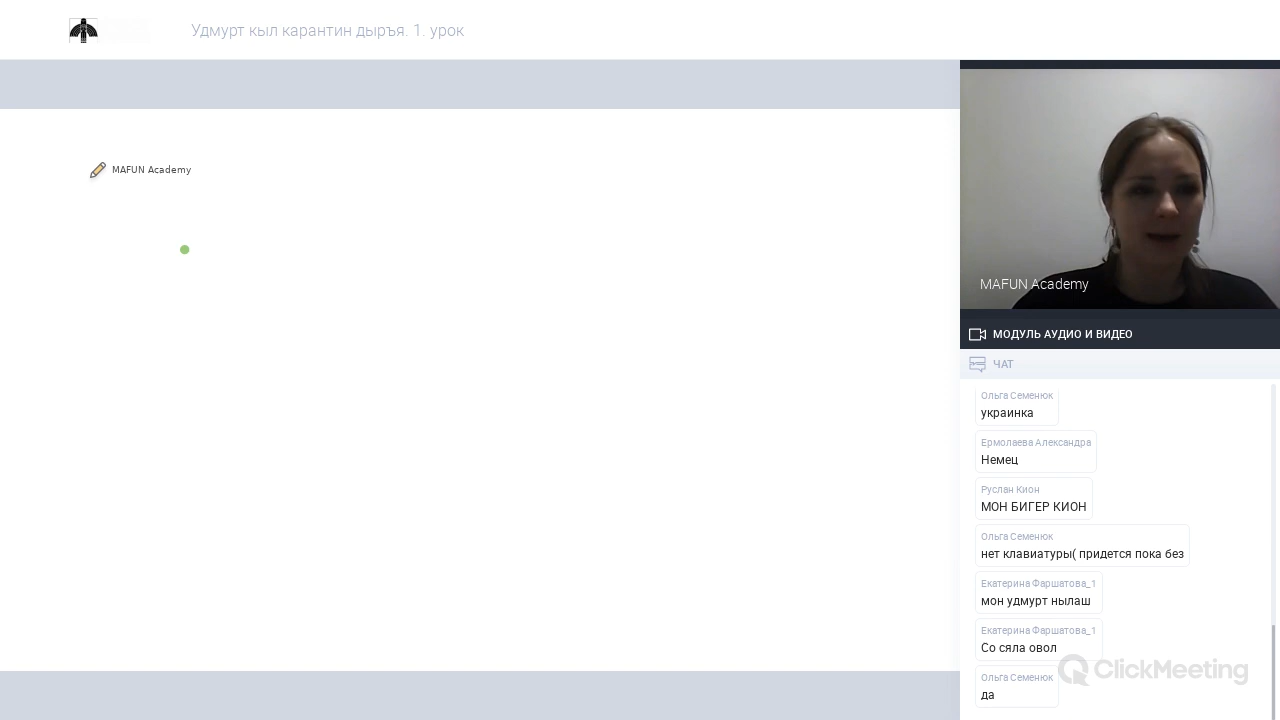 Удмурт кыл карантин дыръя. 1. урок
MAFUN Academy
MAFUN Academy
МОДУЛЬ АУДИО И ВИДЕО
ЧАТ
Ольга Семенюк
украинка
Ермолаева Александра
Немец
Руслан Кион
МОН БИГЕР КИОН
Ольга Семенюк
нет клавиатуры( придется пока без
Екатерина Фаршатова_1
мон удмурт нылаш
Екатерина Фаршатова_1
Со сяла овол
Ольга Семенюк
да
ClickMeeting